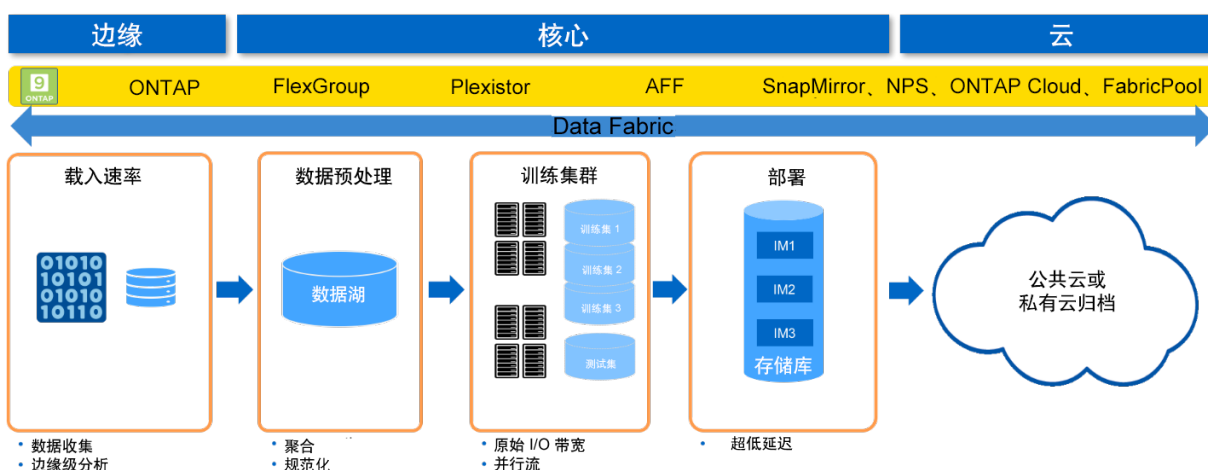 边缘
核心
云
9
ONTAP
ONTAP
FlexGroup
Plexistor
AFF
SnapMirror、NPS、ONTAP Cloud、FabricPool
Data Fabric
载入速率
01010
10101
01010
10110
数据预处理
数据湖
训练集群
训练集 1
训练集 2
训练集 3
测试集
部署
IM1
IM2
IM3
存储库
公共云或
私有云归档
• 数据收集
• 边缘级分析
• 聚合
• 规范化
• 原始 I/O 带宽
• 并行流
• 超低延迟